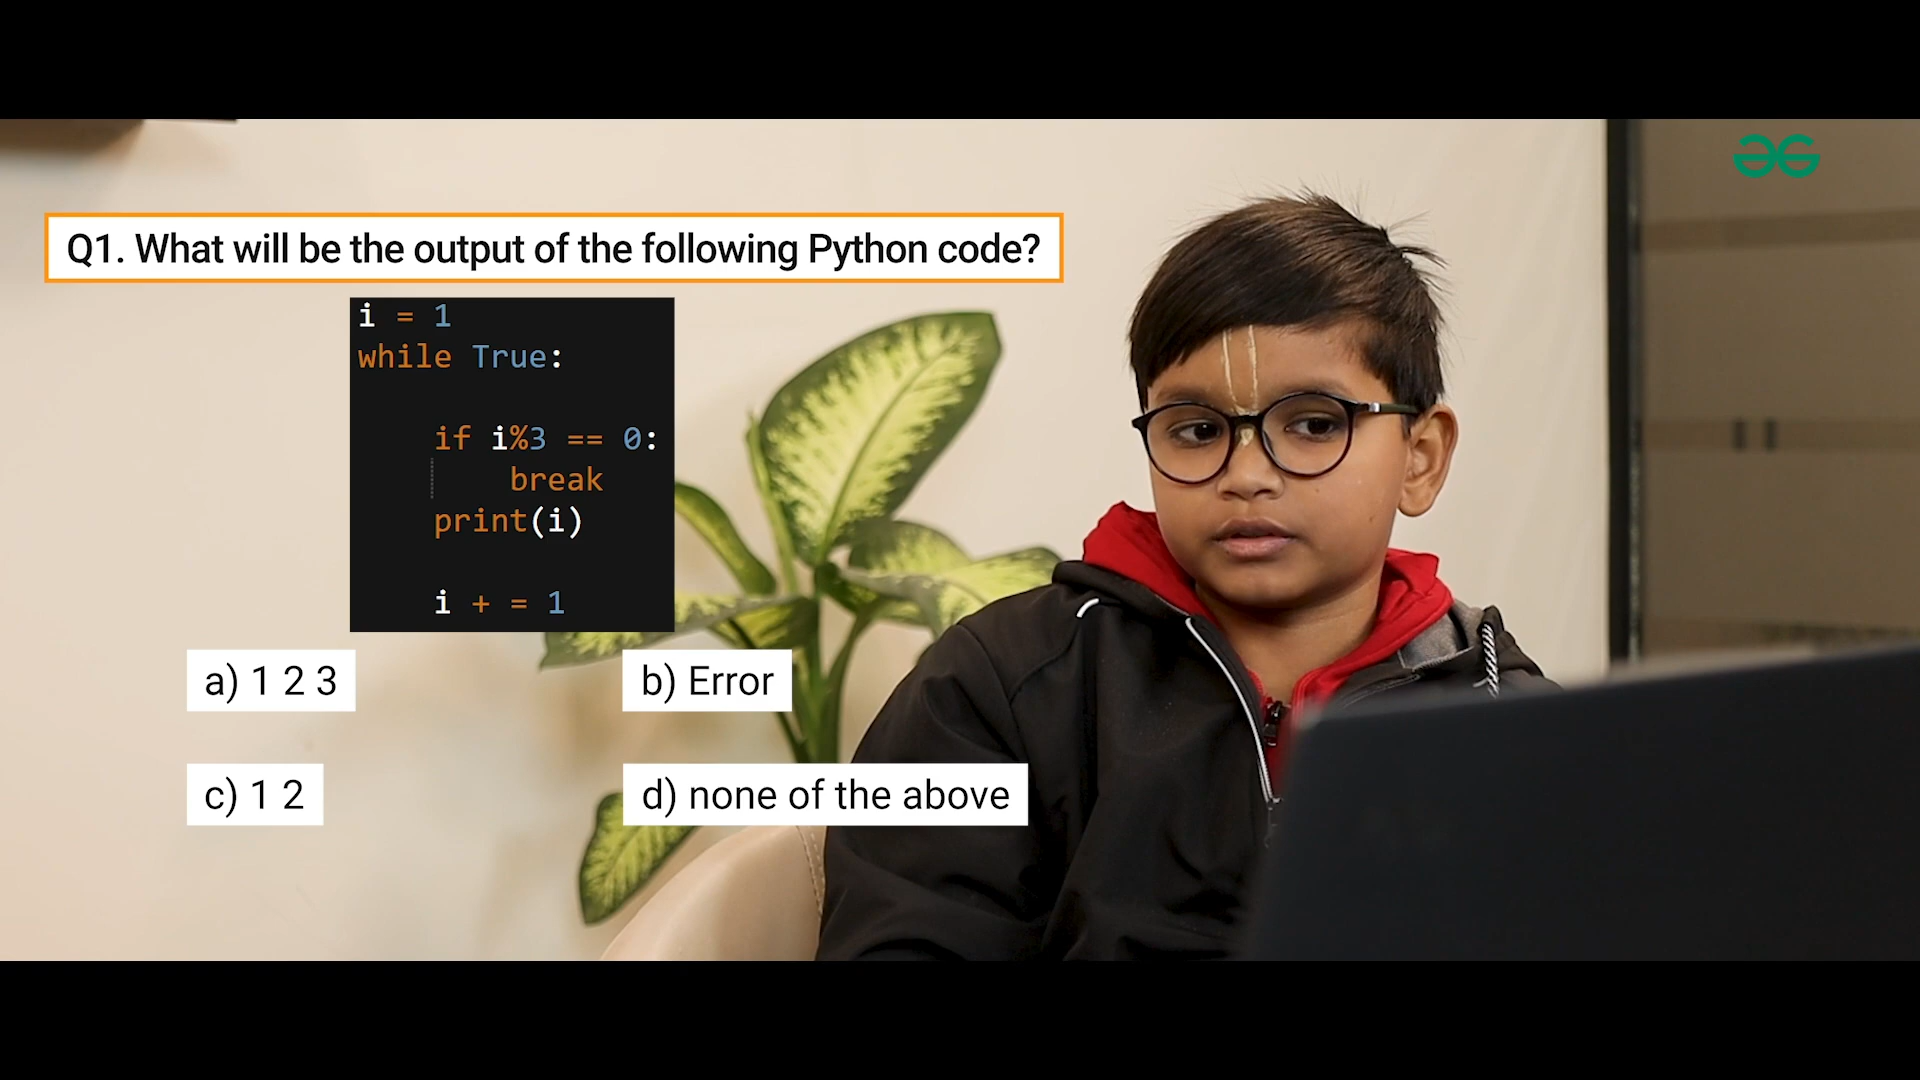 Q1. What will be the output of the following Python code?
i = 1
while True:
if i%3 == 0:
break
print(i)
i + = 1
a) 1 2 3
b) Error
c) 1 2
d) none of the above